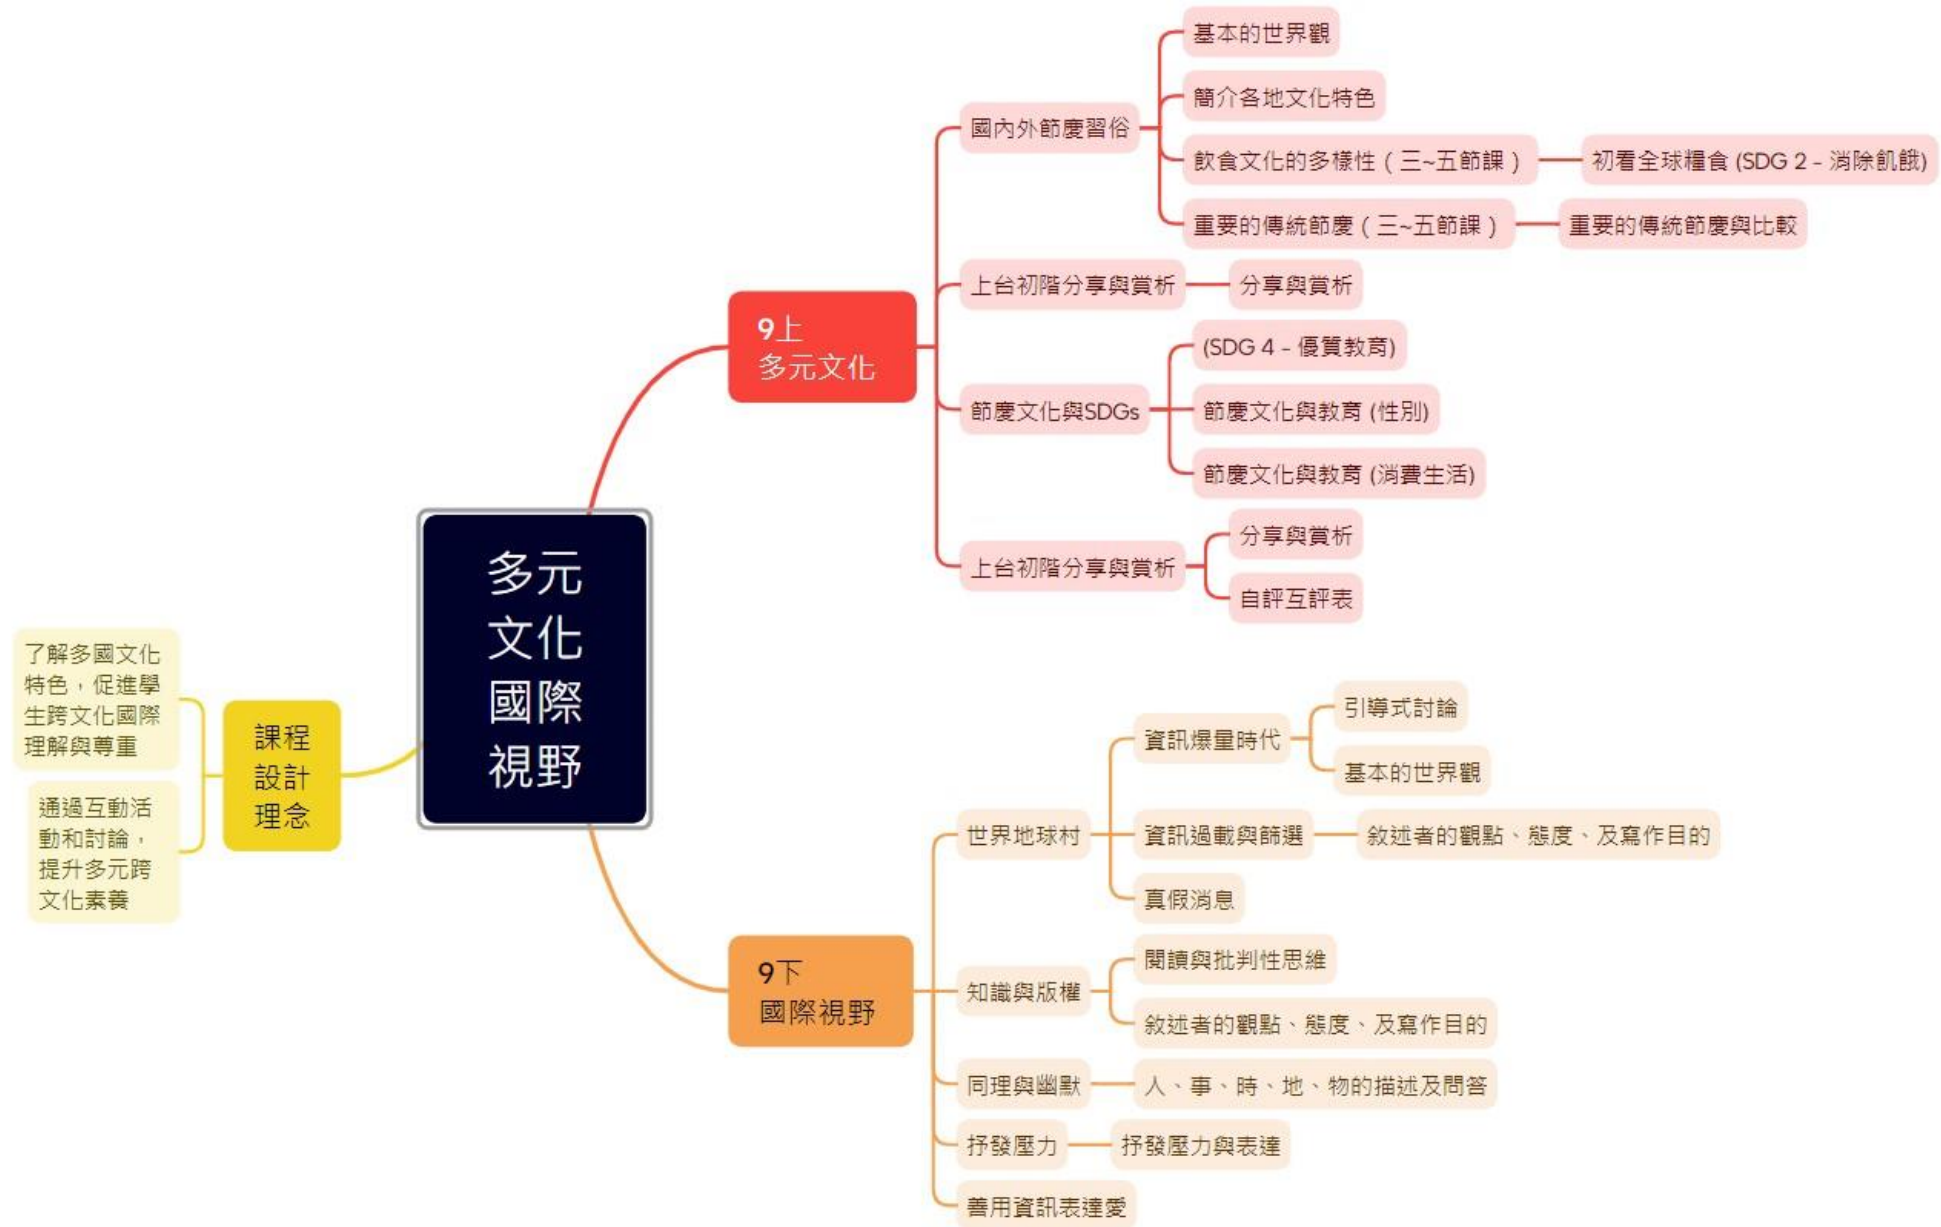 多元
文化
國際
視野
9上
多元文化
國內外節慶習俗
基本的世界觀
簡介各地文化特色
飲食文化的多樣性（三~五節課）
初看全球糧食 (SDG 2 - 消除飢餓)
重要的傳統節慶（三~五節課）
重要的傳統節慶與比較
上台初階分享與賞析
分享與賞析
節慶文化與SDGs
(SDG 4 - 優質教育)
節慶文化與教育 (性別)
節慶文化與教育 (消費生活)
上台初階分享與賞析
分享與賞析
自評互評表
9下
國際視野
世界地球村
資訊爆量時代
引導式討論
基本的世界觀
資訊過載與篩選
敘述者的觀點、態度、及寫作目的
真假消息
知識與版權
閱讀與批判性思維
敘述者的觀點、態度、及寫作目的
同理與幽默
人、事、時、地、物的描述及問答
抒發壓力
抒發壓力與表達
善用資訊表達愛
課程
設計
理念
了解多國文化
特色，促進學
生跨文化國際
理解與尊重
通過互動活
動和討論，
提升多元跨
文化素養